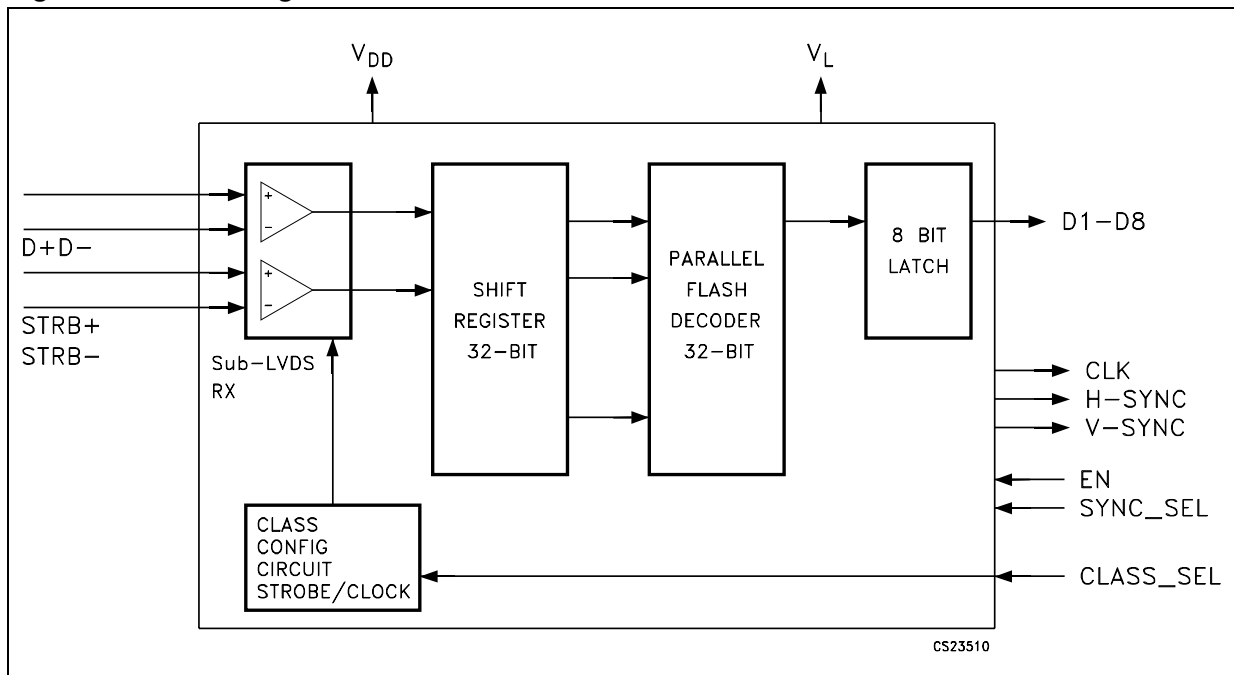 V_DD
V_L
+
-
+
-
D+D-
STRB+
STRB-
Sub-LVDS
RX
SHIFT
REGISTER
32-BIT
PARALLEL
FLASH
DECODER
32-BIT
8 BIT
LATCH
D1-D8
CLK
H-SYNC
V-SYNC
EN
SYNC_SEL
CLASS_SEL
CLASS
CONFIG
CIRCUIT
STROBE/CLOCK
CS23510